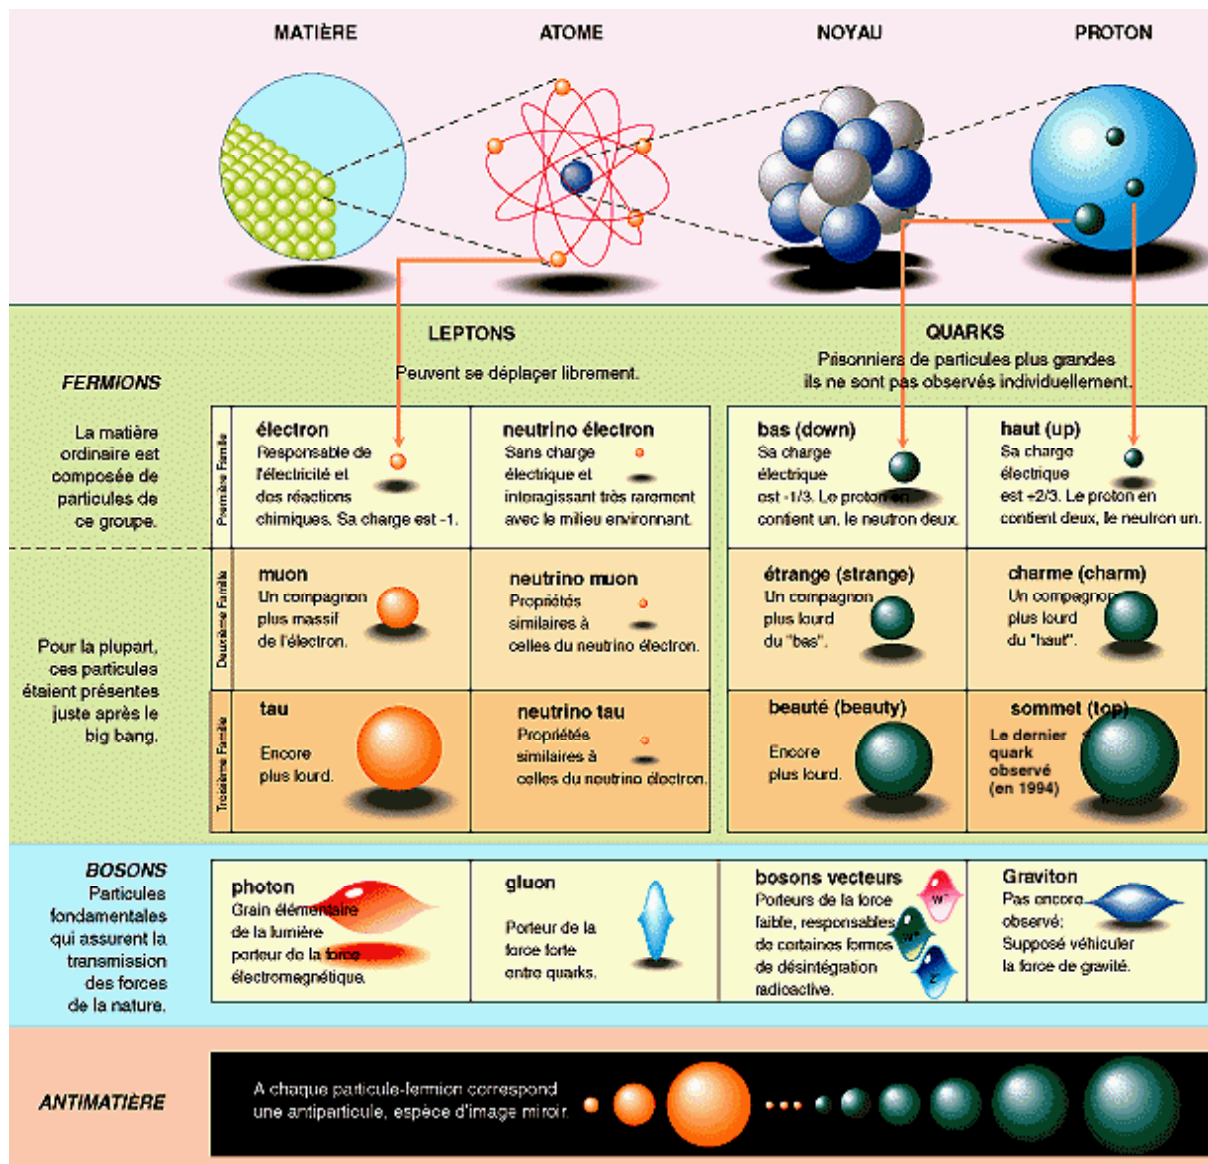 MATIÈRE
ATOME
NOYAU
PROTON
LEPTONS
Peuvent se déplaçer librement.
QUARKS
Prisonniers de particules plus grandes
ils ne sont pas observés individuellement.
FERMIONS
La matière
ordinaire est
composée de
particules de
ce groupe.
Première Famille
électron
Responsable de
l'électricité et
des réactions
chimiques. Sa charge est -1.
neutrino électron
Sans charge
électrique et
interagissant très rarement
avec le milieu environnant.
bas (down)
Sa charge
électrique
est -1/3. Le proton en
contient un, le neutron deux.
haut (up)
Sa charge
électrique
est +2/3. Le proton en
contient deux, le neutron un.
Pour la plupart,
ces particules
étaient présentes
juste après le
big bang.
Deuxième Famille
muon
Un compagnon
plus massif
de l'électron.
neutrino muon
Propriétés
similaires à
celles du neutrino électron.
étrange (strange)
Un compagnon
plus lourd
du "bas".
charme (charm)
Un compagnon
plus lourd
du "haut".
Troisième Famille
tau
Encore
plus lourd.
neutrino tau
Propriétés
similaires à
celles du neutrino électron.
beauté (beauty)
Encore
plus lourd.
sommet (top)
Le dernier
quark
observé
(en 1994)
BOSONS
Particules
fondamentales
qui assurent la
transmission
des forces
de la nature.
photon
Grain élémentaire
de la lumière
porteur de la force
électromagnétique.
gluon
Porteur de la
force forte
entre quarks.
bosons vecteurs
Porteurs de la force
faible, responsables
de certaines formes
de désintégration
radioactive.
Graviton
Pas encore
observé:
Supposé véhiculer
la force de gravité.
ANTIMATIÈRE
A chaque particule-fermion correspond
une antiparticule, espèce d'image miroir.